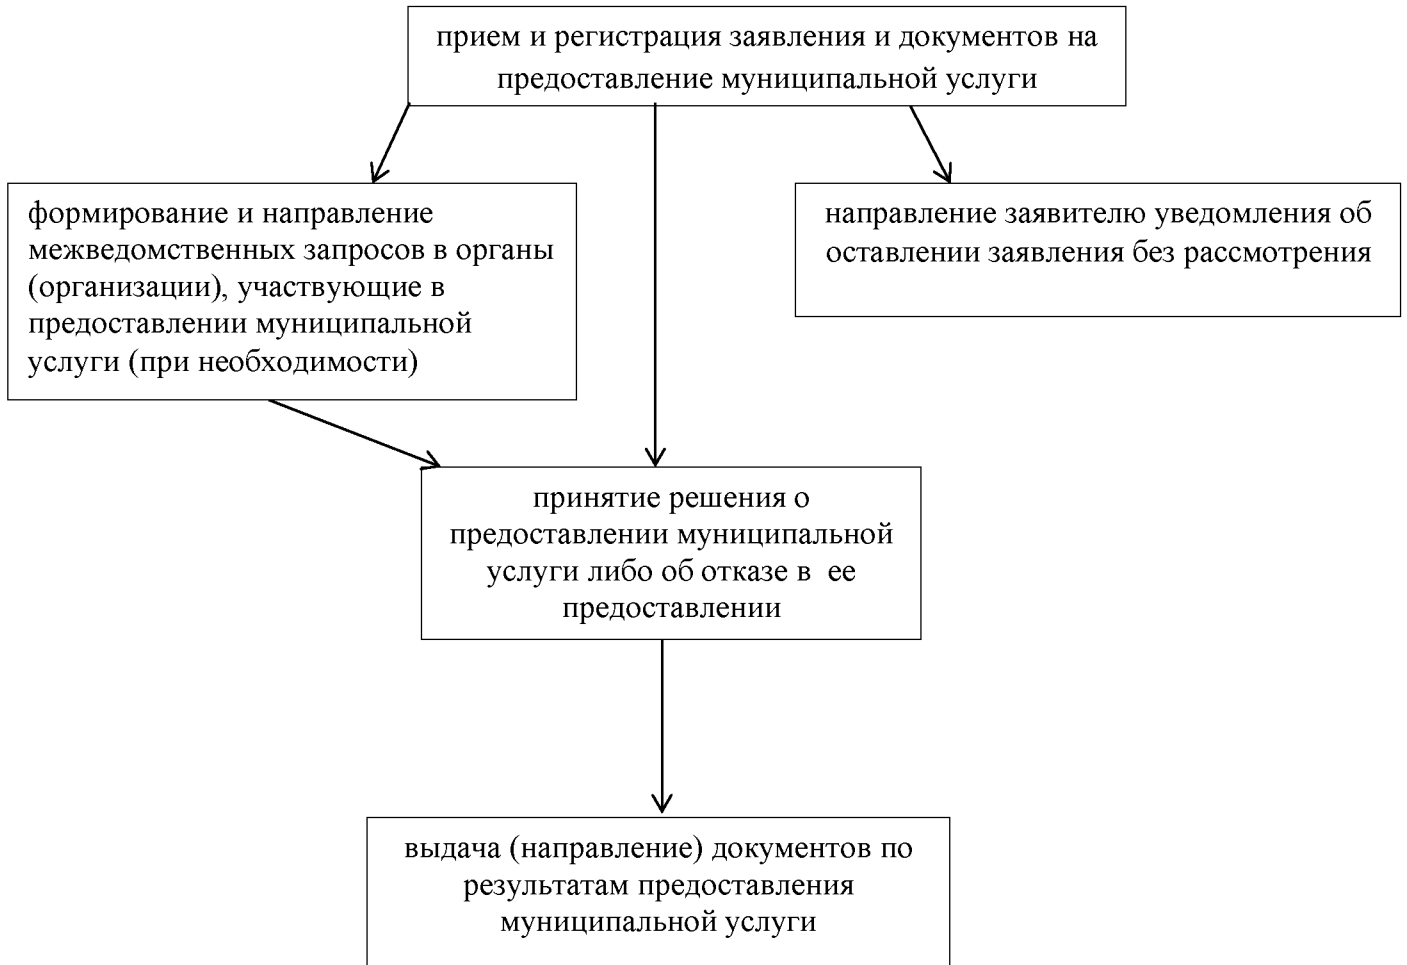 прием и регистрация заявления и документов на
предоставление муниципальной услуги
формирование и направление
межведомственных запросов в органы
(организации), участвующие в
предоставлении муниципальной
услуги (при необходимости)
направление заявителю уведомления об
оставлении заявления без рассмотрения
принятие решения о
предоставлении муниципальной
услуги либо об отказе в  ее
предоставлении
выдача (направление) документов по
результатам предоставления
муниципальной услуги